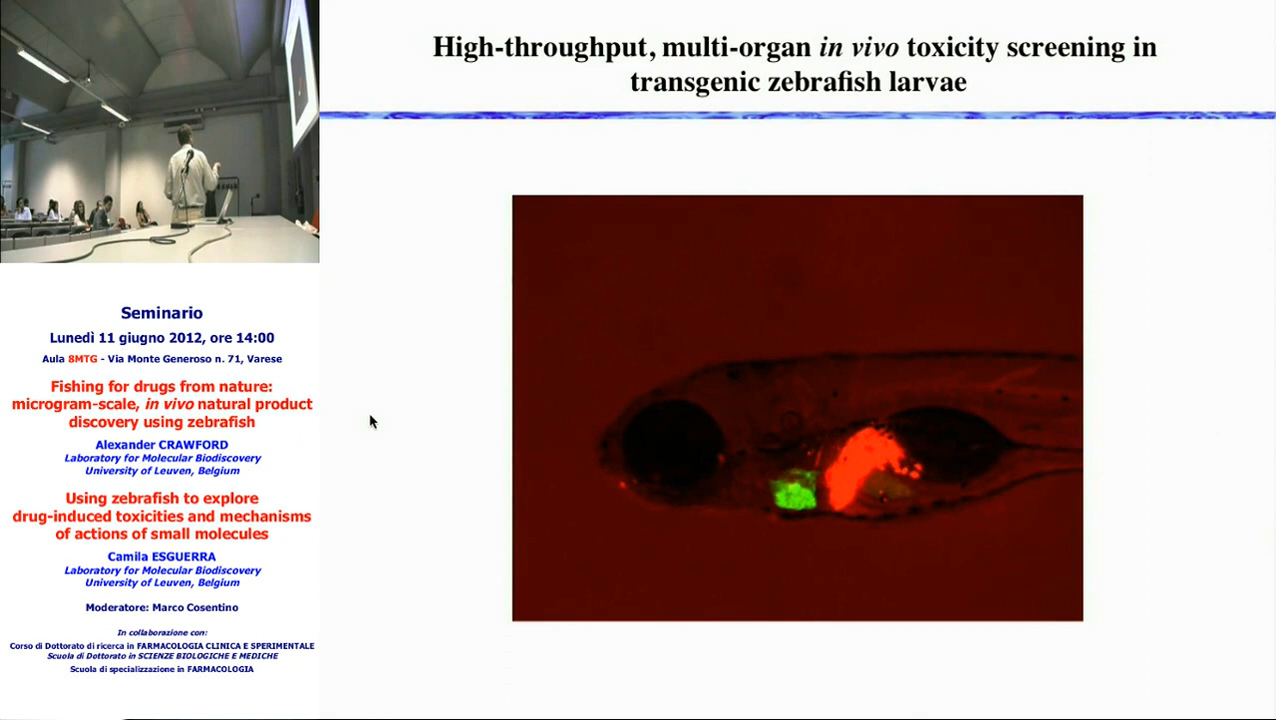 High-throughput, multi-organ in vivo toxicity screening in
transgenic zebrafish larvae
Seminario
Lunedì 11 giugno 2012, ore 14:00
Aula 8MTG - Via Monte Generoso n. 71, Varese
Fishing for drugs from nature:
microgram-scale, in vivo natural product
discovery using zebrafish
Alexander CRAWFORD
Laboratory for Molecular Biodiscovery
University of Leuven, Belgium
Using zebrafish to explore
drug-induced toxicities and mechanisms
of actions of small molecules
Camila ESGUERRA
Laboratory for Molecular Biodiscovery
University of Leuven, Belgium
Moderatore: Marco Cosentino
In collaborazione con:
Corso di Dottorato di ricerca in FARMACOLOGIA CLINICA E SPERIMENTALE
Scuola di Dottorato in SCIENZE BIOLOGICHE E MEDICHE
Scuola di specializzazione in FARMACOLOGIA